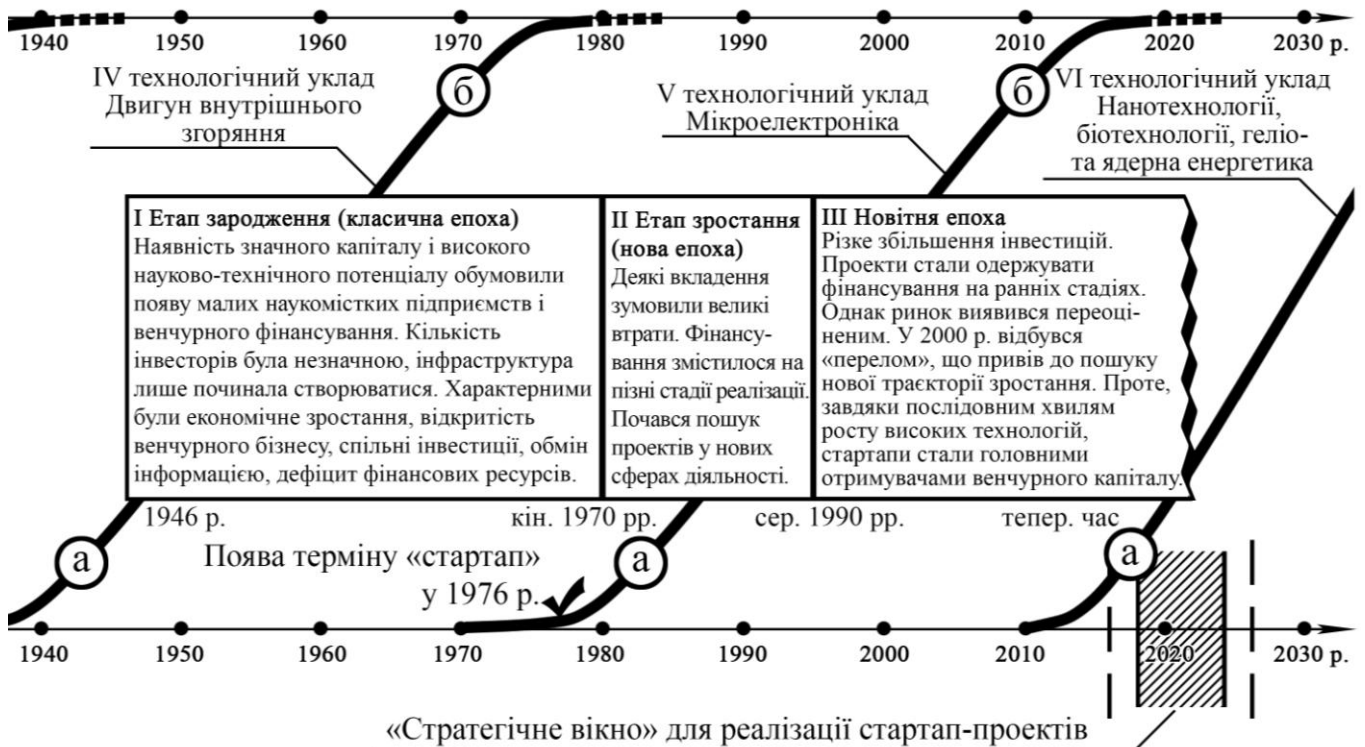 1940 1950 1960 1970 1980 1990 2000 2010 2020 2030 р.
IV технологічний уклад
Двигун внутрішнього
згоряння
б
V технологічний уклад
Мікроелектроніка
б
VI технологічний уклад
Нанотехнології,
біотехнології, геліо-
та ядерна енергетика
I Етап зародження (класична епоха)
Наявність значного капіталу і високого
науково-технічного потенціалу обумовили
появу малих наукомістких підприємств і
венчурного фінансування. Кількість
інвесторів була незначною, інфраструктура
лише починала створюватися. Характерними
були економічне зростання, відкритість
венчурного бізнесу, спільні інвестиції, обмін
інформацією, дефіцит фінансових ресурсів.
II Етап зростання
(нова епоха)
Деякі вкладення
зумовили великі
втрати. Фінансу-
вання змістилося на
пізні стадії реалізації.
Почався пошук
проектів у нових
сферах діяльності.
III Новітня епоха
Різке збільшення інвестицій.
Проекти стали одержувати
фінансування на ранніх стадіях.
Однак ринок виявився переоці-
неним. У 2000 р. відбувся
«перелом», що привів до пошуку
нової траєкторії зростання. Проте,
завдяки послідовним хвилям
росту високих технологій,
стартапи стали головними
отримувачами венчурного капіталу.
1946 р. кін. 1970 рр. сер. 1990 рр. тепер. час
а
Поява терміну «стартап»
у 1976 р.
а
а
1940 1950 1960 1970 1980 1990 2000 2010 2020 2030 р.
«Стратегічне вікно» для реалізації стартап-проектів